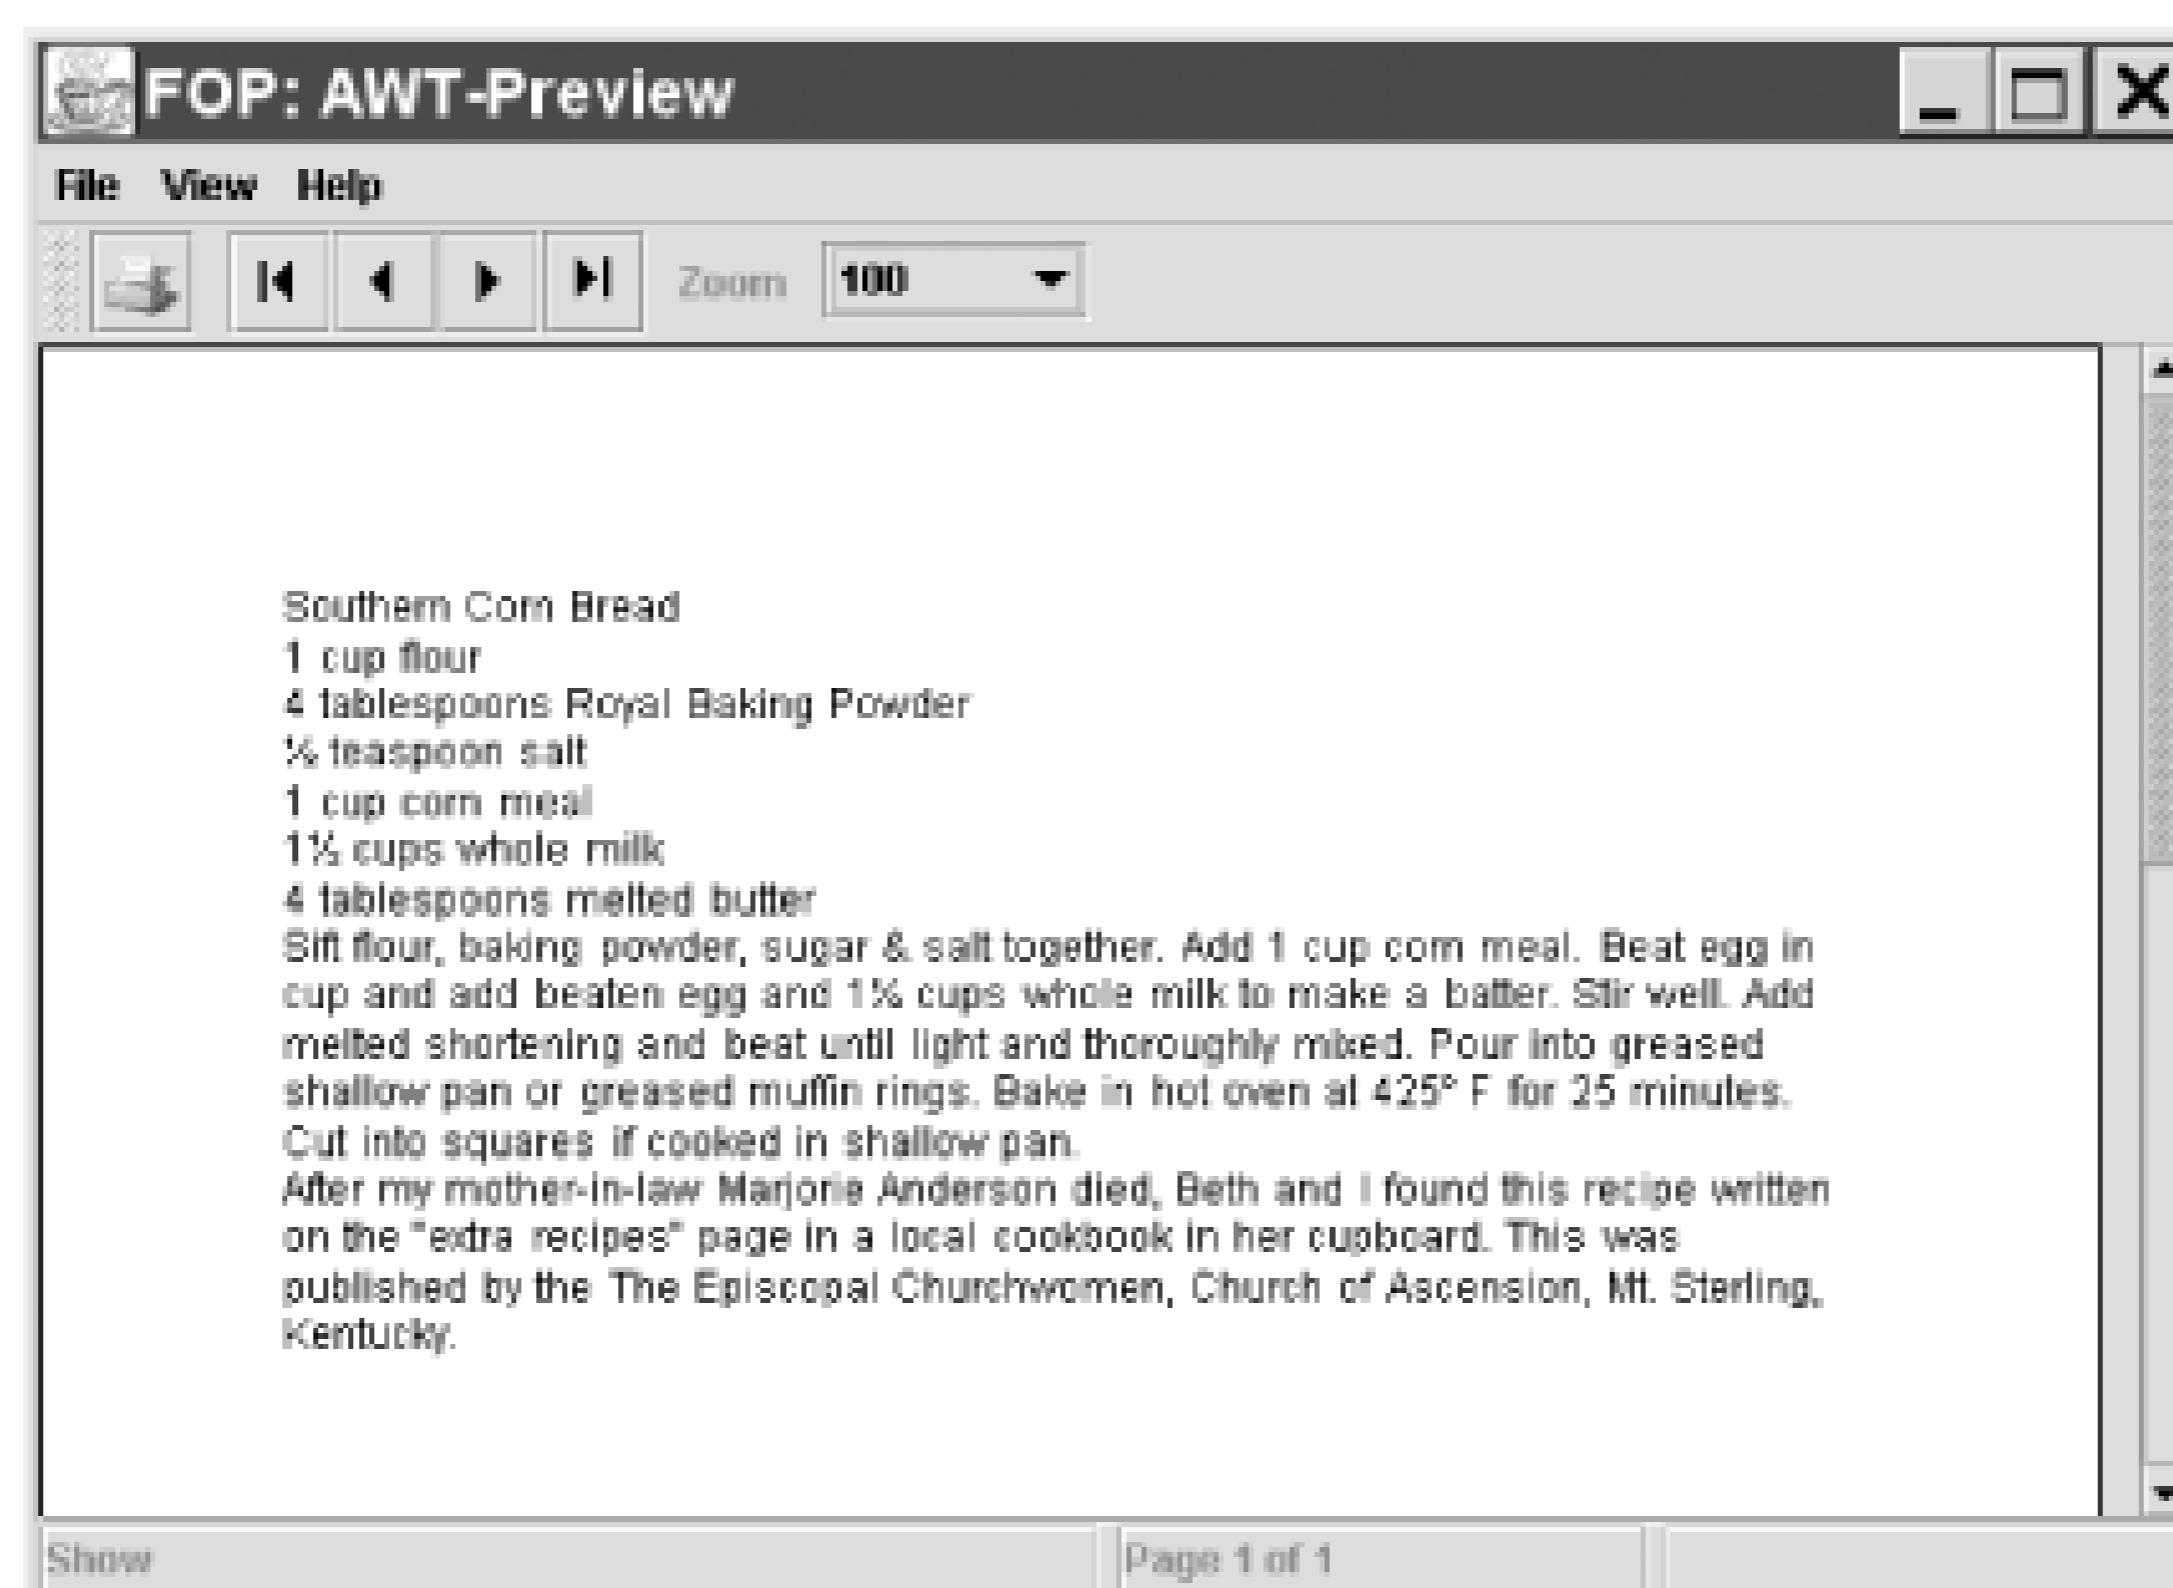 FOP: AWT-Preview
File View Help
Zoom 100
Southern Corn Bread
1 cup flour
4 tablespoons Royal Baking Powder
teaspoon salt
1 cup corn meal
cups whole milk
4 tablespoons melted butter
Sift flour, baking powder, sugar & salt together. Add 1 cup corn meal. Beat egg in
cup and add beaten egg and cups whole milk to make a batter. Stir well. Add
melted shortening and beat until light and thoroughly mixed. Pour into greased
shallow pan or greased muffin rings. Bake in hot oven at 425° F for 25 minutes.
Cut into squares if cooked in shallow pan.
After my mother-in-law Marjorie Anderson died, Beth and I found this recipe written
on the "extra recipes" page in a local cookbook in her cupboard. This was
published by the The Episcopal Churchwomen, Church of Ascension, Mt. Sterling,
Kentucky.
Show Page 1 of 1